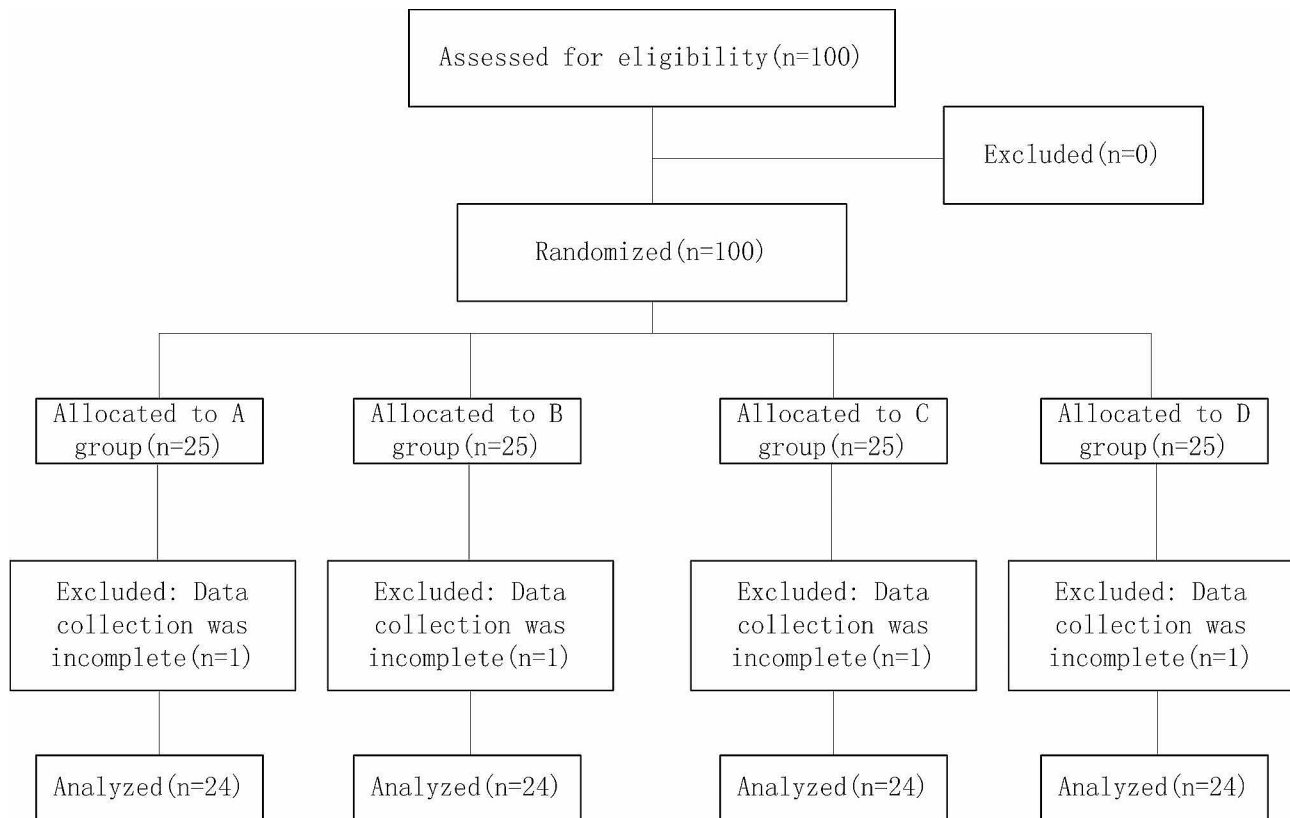 Assessed for eligibility(n=100)
Excluded(n=0)
Randomized(n=100)
Allocated to A
group(n=25)
Allocated to B
group(n=25)
Allocated to C
group(n=25)
Allocated to D
group(n=25)
Excluded: Data
collection was
incomplete(n=1)
Excluded: Data
collection was
incomplete(n=1)
Excluded: Data
collection was
incomplete(n=1)
Excluded: Data
collection was
incomplete(n=1)
Analyzed(n=24)
Analyzed(n=24)
Analyzed(n=24)
Analyzed(n=24)